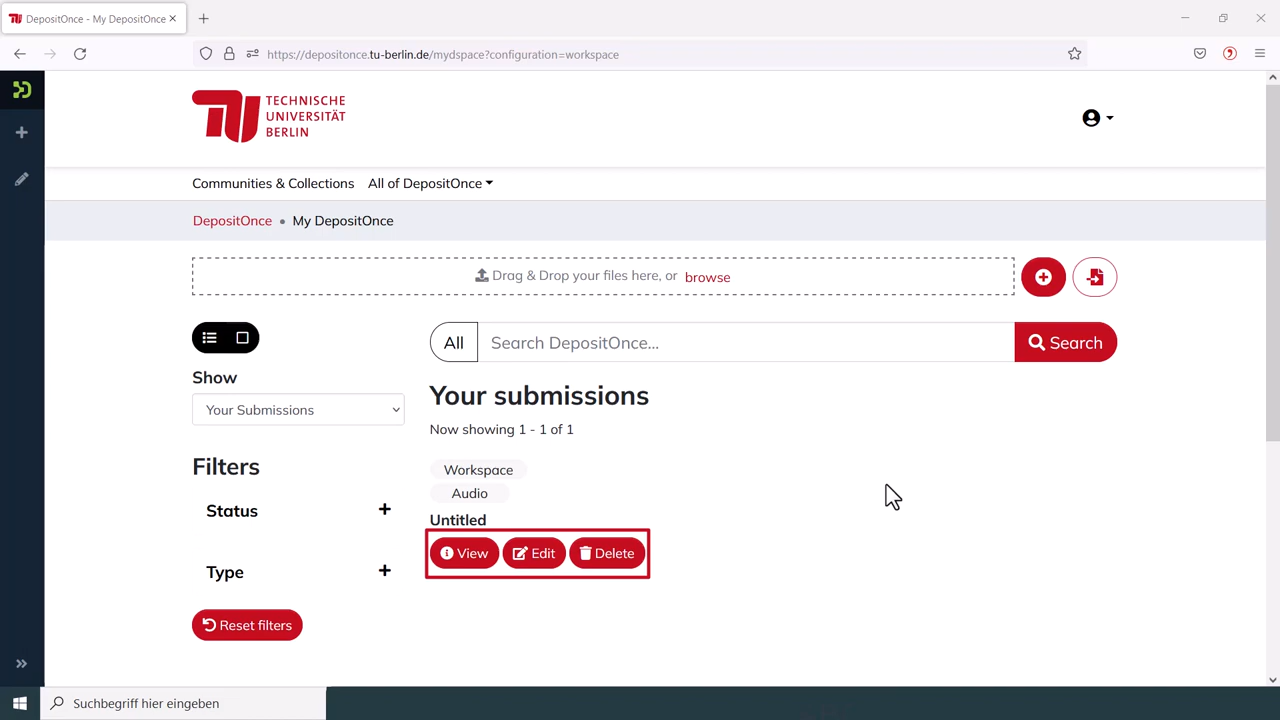 DepositOnce - My DepositOnce
https://depositonce.tu-berlin.de/mydspace?configuration=workspace
TECHNISCHE
UNIVERSITÄT
BERLIN
Communities & Collections All of DepositOnce
DepositOnce • My DepositOnce
Drag & Drop your files here, or browse
All Search DepositOnce... Search
Show
Your Submissions
Your submissions
Now showing 1 - 1 of 1
Filters
Workspace
Audio
Status
Untitled
View Edit Delete
Type
Reset filters
Suchbegriff hier eingeben